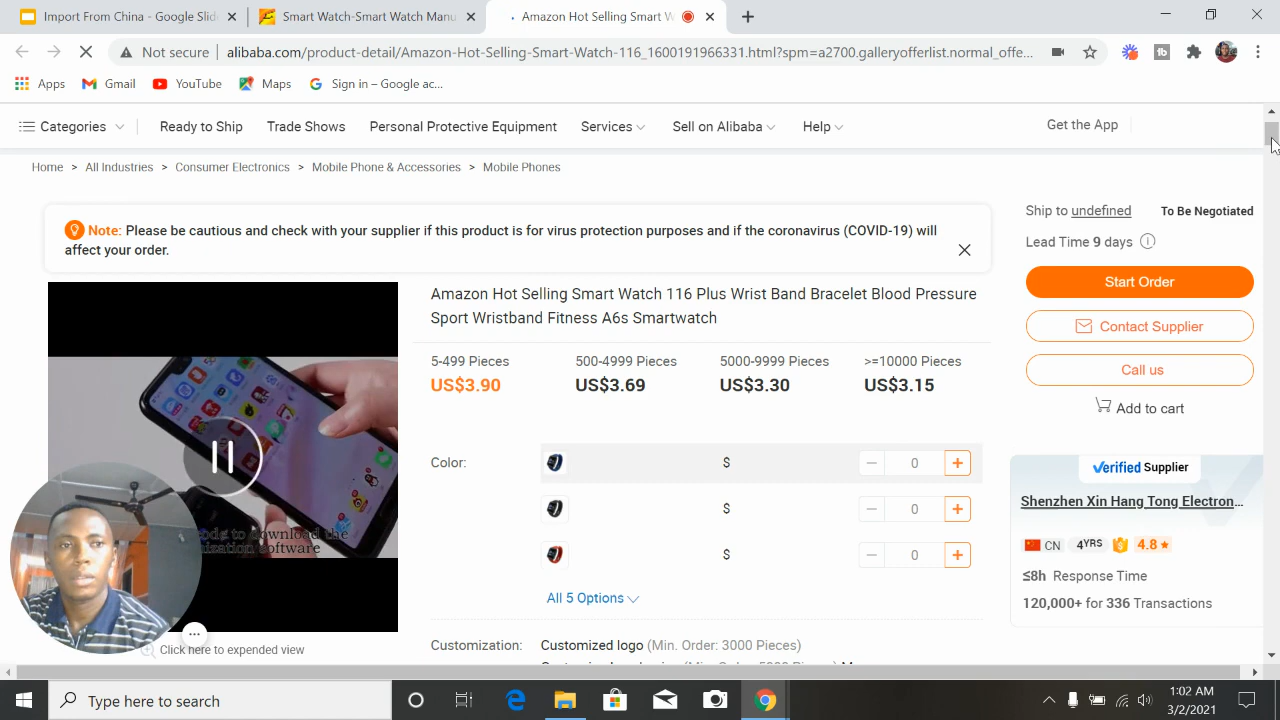 Import From China - Google Slid
Smart Watch-Smart Watch Manu
Amazon Hot Selling Smart W
Not secure
alibaba.com/product-detail/Amazon-Hot-Selling-Smart-Watch-116_1600191966331.html?spm=a2700.galleryofferlist.normal_offe...
Apps
Gmail
YouTube
Maps
Sign in – Google ac...
Categories
Ready to Ship
Trade Shows
Personal Protective Equipment
Services
Sell on Alibaba
Help
Get the App
Home > All Industries > Consumer Electronics > Mobile Phone & Accessories > Mobile Phones
Note: Please be cautious and check with your supplier if this product is for virus protection purposes and if the coronavirus (COVID-19) will
affect your order.
Ship to undefined To Be Negotiated
Lead Time 9 days
Start Order
Contact Supplier
Call us
Add to cart
Amazon Hot Selling Smart Watch 116 Plus Wrist Band Bracelet Blood Pressure
Sport Wristband Fitness A6s Smartwatch
5-499 Pieces 500-4999 Pieces 5000-9999 Pieces >=10000 Pieces
US$3.90 US$3.69 US$3.30 US$3.15
Color: $ − 0 +
$ − 0 +
$ − 0 +
All 5 Options
to download the
software
Click here to expended view
Customization: Customized logo (Min. Order: 3000 Pieces)
Verified Supplier
Shenzhen Xin Hang Tong Electron...
CN 4YRS 4.8
≤8h Response Time
120,000+ for 336 Transactions
Type here to search
1:02 AM
3/2/2021